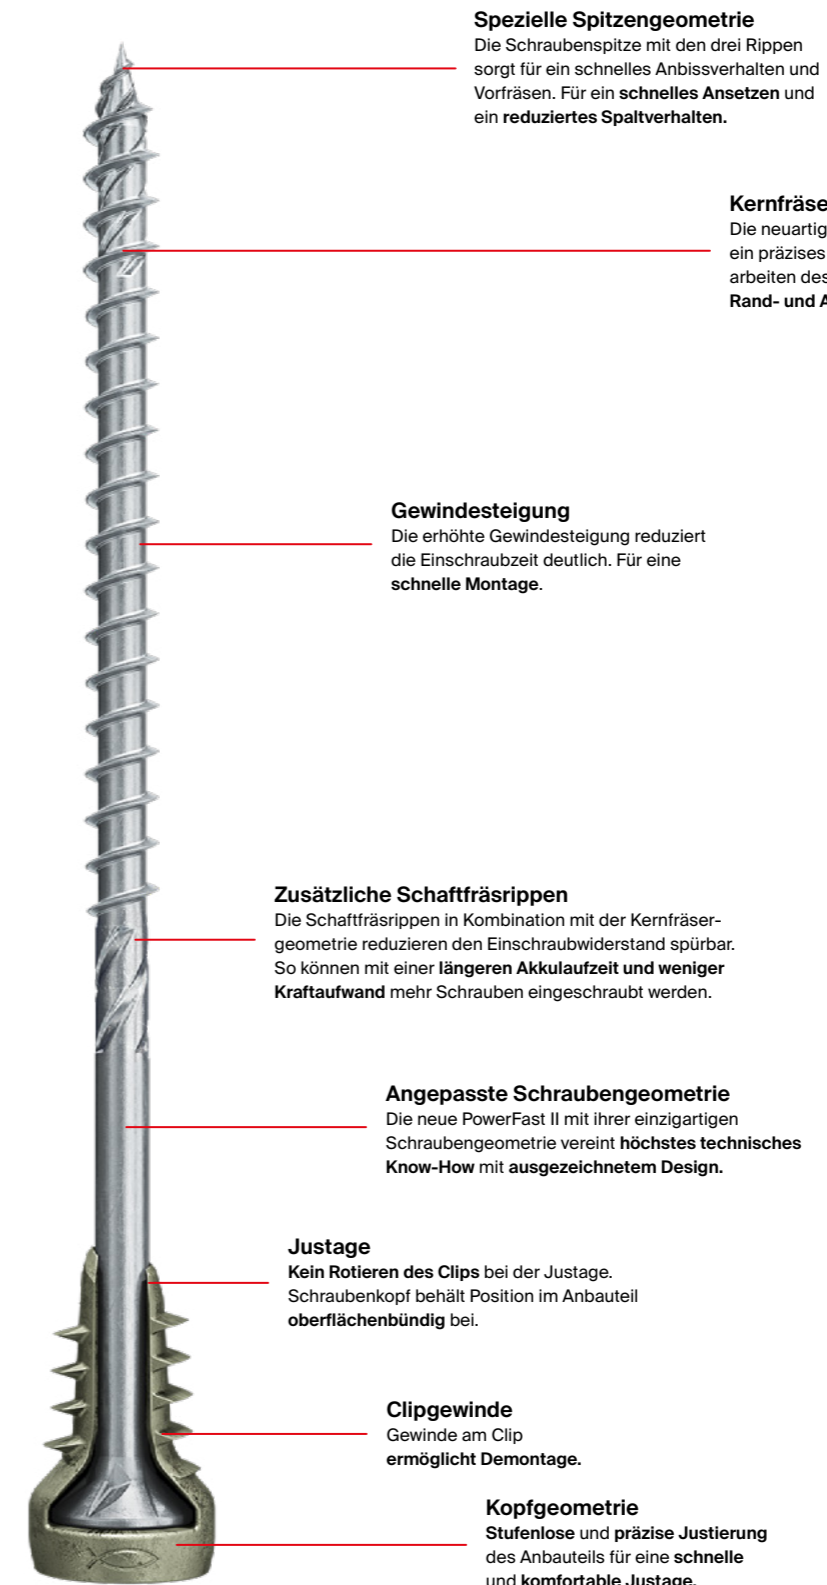 Spezielle Spitzengeometrie
Die Schraubenspitze mit den drei Rippen
sorgt für ein schnelles Anbissverhalten und
Vorfräsen. Für ein schnelles Ansetzen und
ein reduziertes Spaltverhalten.
Kernfräse
Die neuartig
ein präzises
arbeiten des
Rand- und A
Gewindesteigung
Die erhöhte Gewindesteigung reduziert
die Einschraubzeit deutlich. Für eine
schnelle Montage.
Zusätzliche Schaftfräsrippen
Die Schaftfräsrippen in Kombination mit der Kernfräser-
geometrie reduzieren den Einschraubwiderstand spürbar.
So können mit einer längeren Akkulaufzeit und weniger
Kraftaufwand mehr Schrauben eingeschraubt werden.
Angepasste Schraubengeometrie
Die neue PowerFast II mit ihrer einzigartigen
Schraubengeometrie vereint höchstes technisches
Know-How mit ausgezeichnetem Design.
Justage
Kein Rotieren des Clips bei der Justage.
Schraubenkopf behält Position im Anbauteil
oberflächenbündig bei.
Clipgewinde
Gewinde am Clip
ermöglicht Demontage.
Kopfgeometrie
Stufenlose und präzise Justierung
des Anbauteils für eine schnelle
und komfortable Justage.